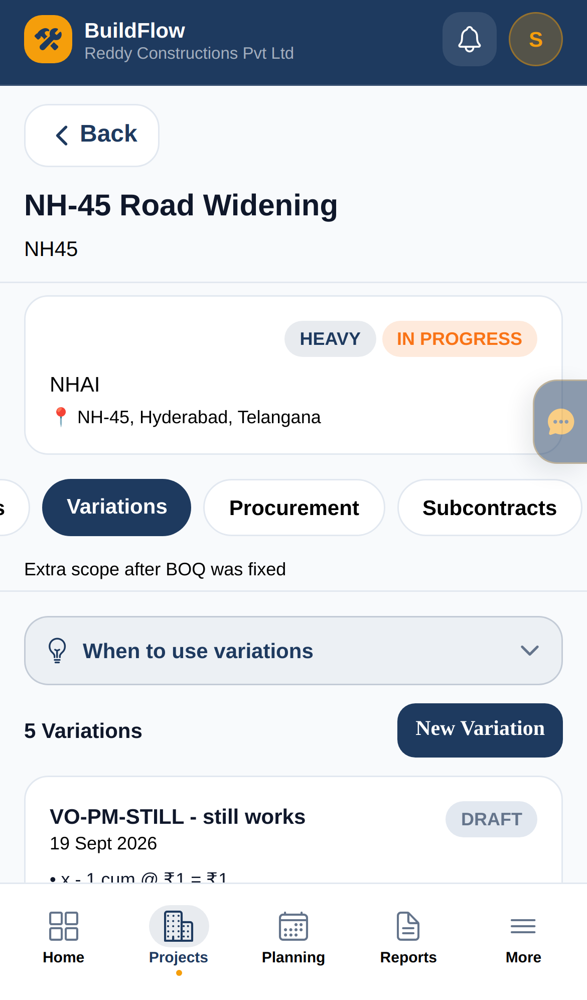 BuildFlow
Reddy Constructions Pvt Ltd
S
Back
NH-45 Road Widening
NH45
HEAVY
IN PROGRESS
NHAI
NH-45, Hyderabad, Telangana
s
Variations
Procurement
Subcontracts
Extra scope after BOQ was fixed
When to use variations
5 Variations
New Variation
VO-PM-STILL - still works
DRAFT
19 Sept 2026
• x - 1 cum @ ₹1 = ₹1
Home
Projects
Planning
Reports
More